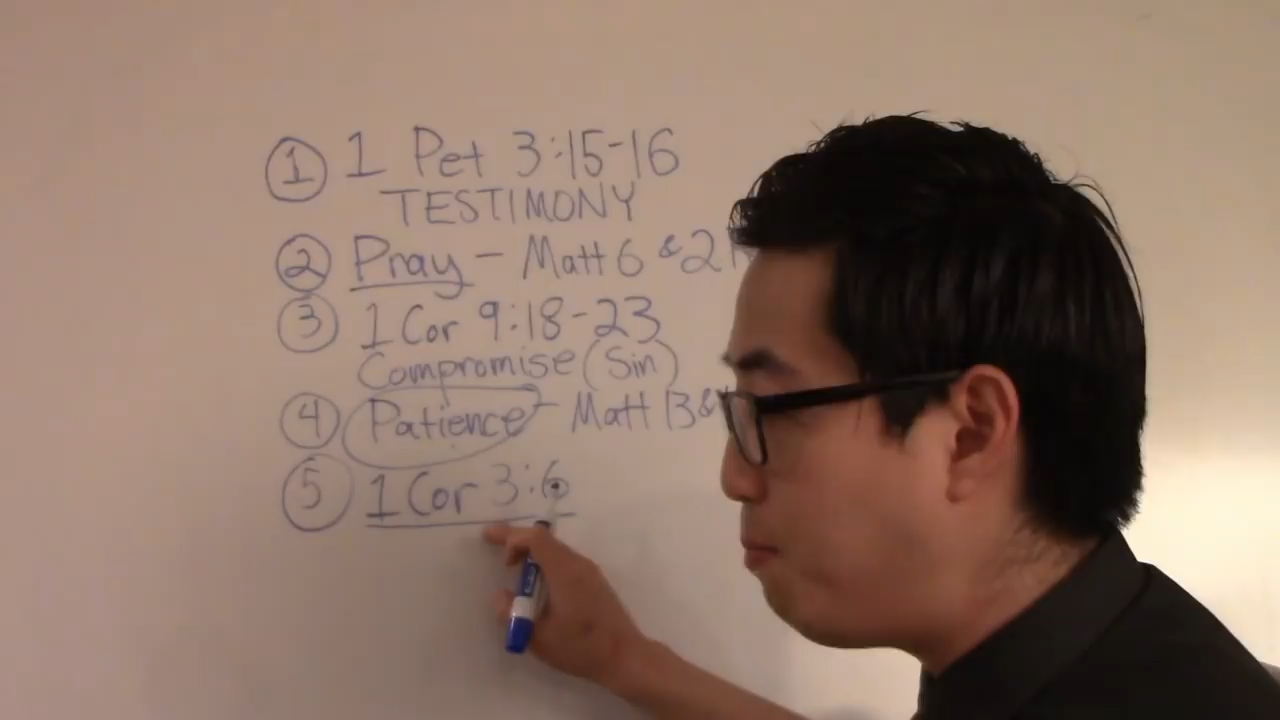 ① 1 Pet 3:15-16
TESTIMONY
② Pray - Matt 6 & 2
③ 1 Cor 9:18-23
Compromise (Sin)
④ Patience - Matt 13 &
⑤ 1 Cor 3:6